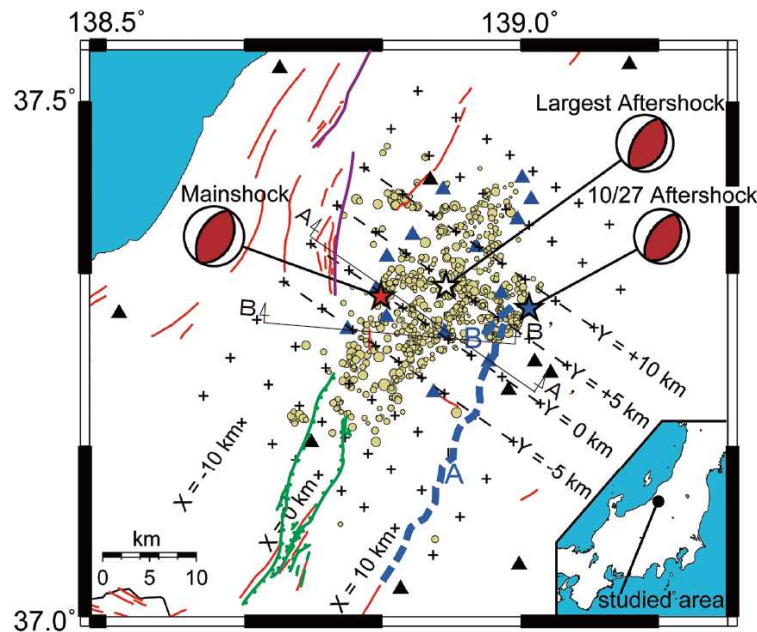 138.5°
139.0°
37.5°
Largest Aftershock
Mainshock
10/27 Aftershock
A
B
B
B'
A'
Y = +10 km
Y = +5 km
Y = 0 km
Y = -5 km
A
X = -10 km
X = 0 km
X = 10 km
km
0 5 10
37.0°
studied area